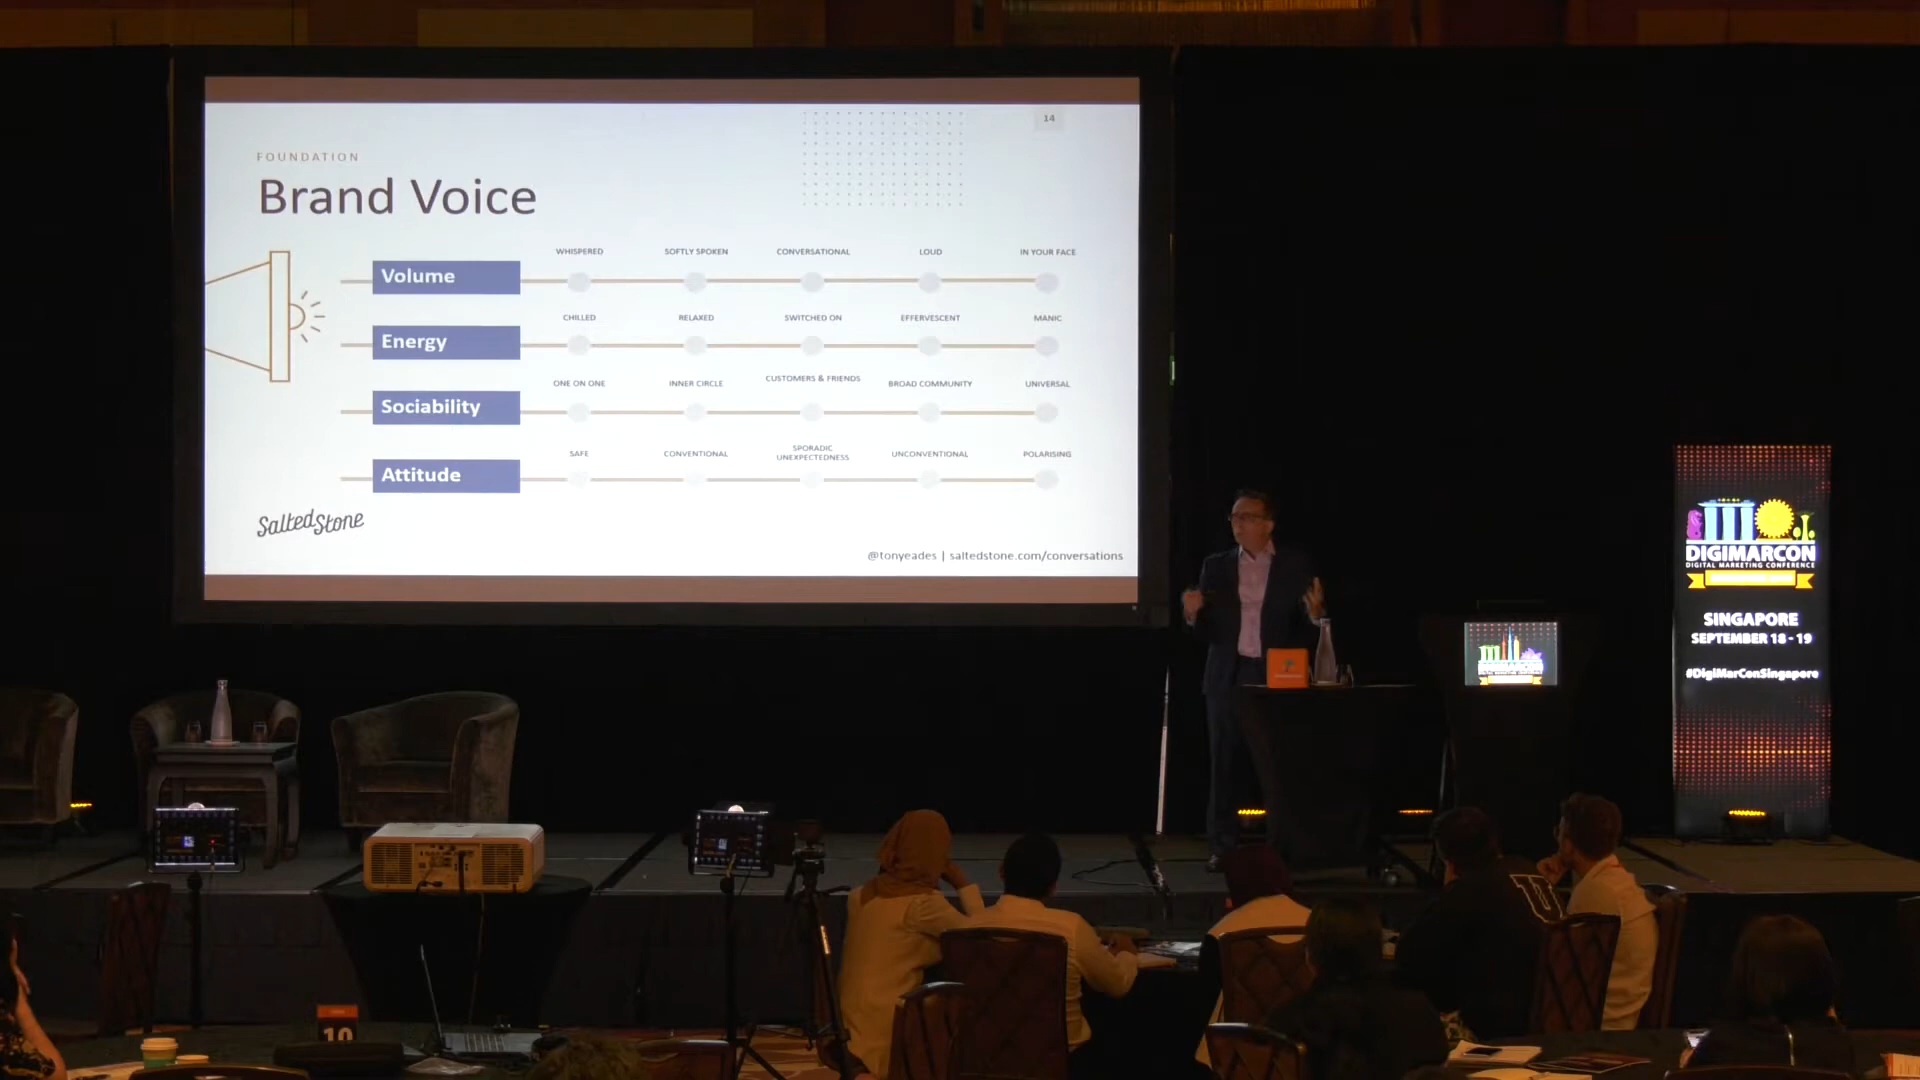 14
FOUNDATION
Brand Voice
WHISPERED SOFTLY SPOKEN CONVERSATIONAL LOUD IN YOUR FACE
Volume
CHILLED RELAXED SWITCHED ON EFFERVESCENT MANIC
Energy
ONE ON ONE INNER CIRCLE CUSTOMERS & FRIENDS BROAD COMMUNITY UNIVERSAL
Sociability
SAFE CONVENTIONAL SPORADIC UNEXPECTEDNESS UNCONVENTIONAL POLARISING
Attitude
Salted Stone
@tonyeades | saltedstone.com/conversations
DIGIMARCON
DIGITAL MARKETING CONFERENCE
SINGAPORE
SEPTEMBER 18 - 19
#DigiMarConSingapore
10